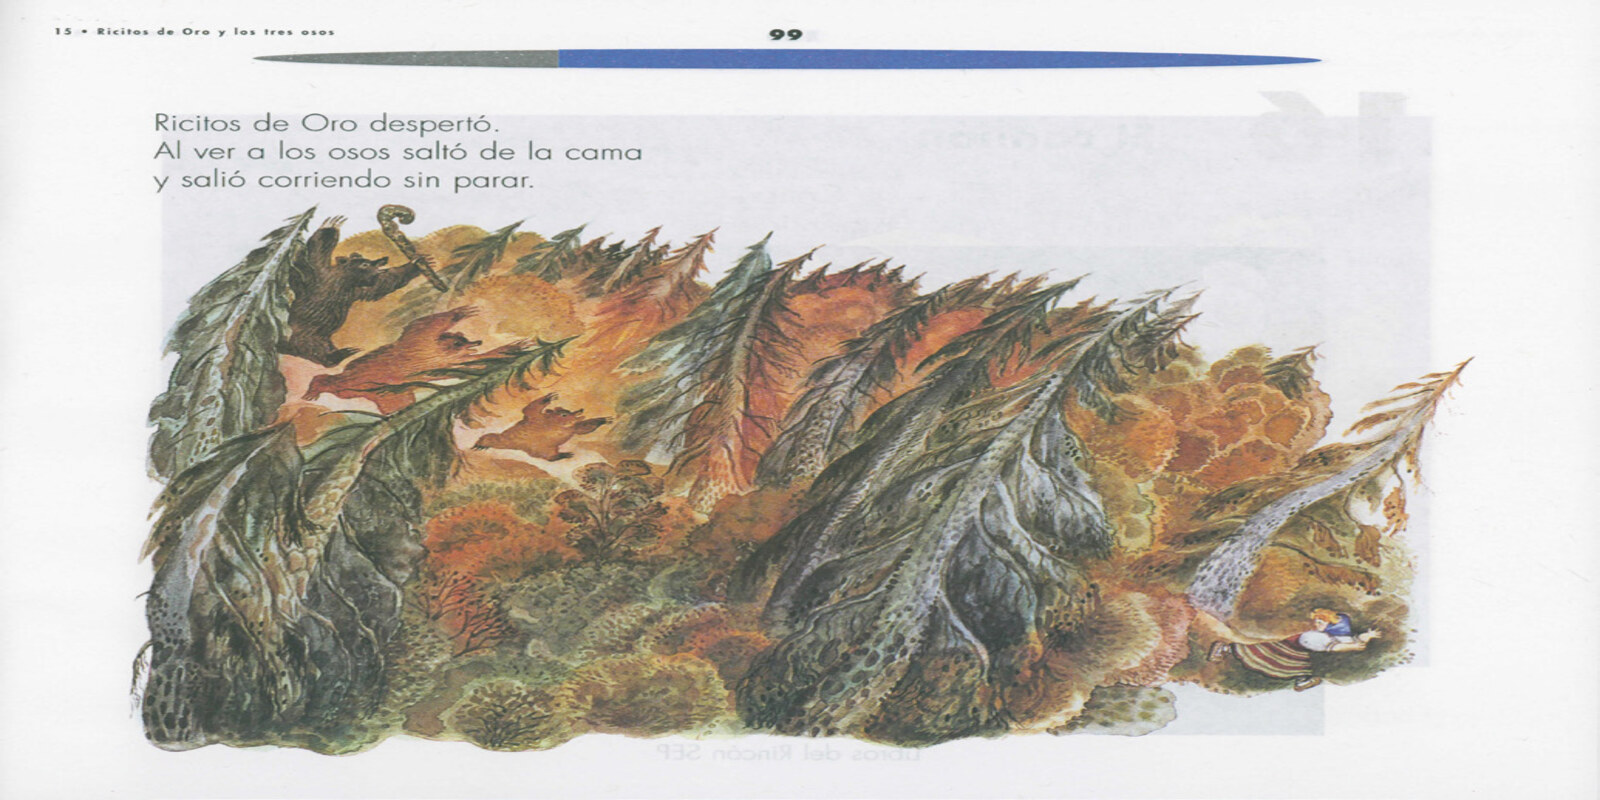 15 • Ricitos de Oro y los tres osos
99
Ricitos de Oro despertó.
Al ver a los osos saltó de la cama
y salió corriendo sin parar.
Libros del Rincón SEP